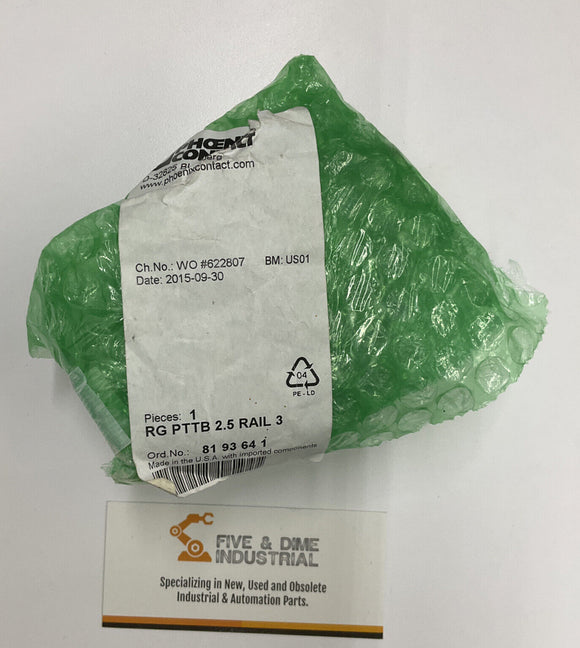 PHOENIX
CON
www.phoenixcontact.com
Ch.No.: WO #622807 BM: US01
Date: 2015-09-30
04
PE-LD
Pieces: 1
RG PTTB 2.5 RAIL 3
Ord.No.: 81 93 64 1
Made in the U.S.A. with imported components
FIVE & DIME
INDUSTRIAL
Specializing in New, Used and Obsolete
Industrial & Automation Parts.